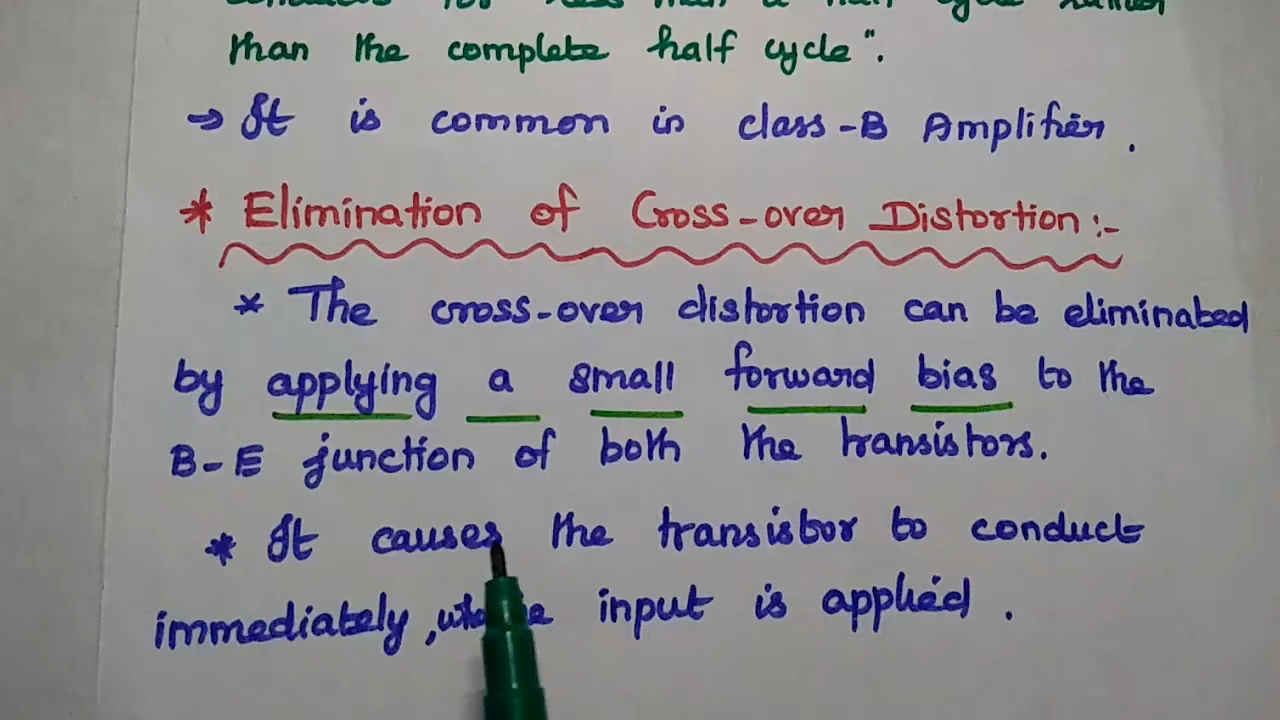 than the complete half cycle".
→ It is common in class-B Amplifier.
* Elimination of Cross-over Distortion:-
* The cross-over distortion can be eliminated
by applying a small forward bias to the
B-E junction of both the transistors.
* It causes the transistor to conduct
immediately, input is applied.